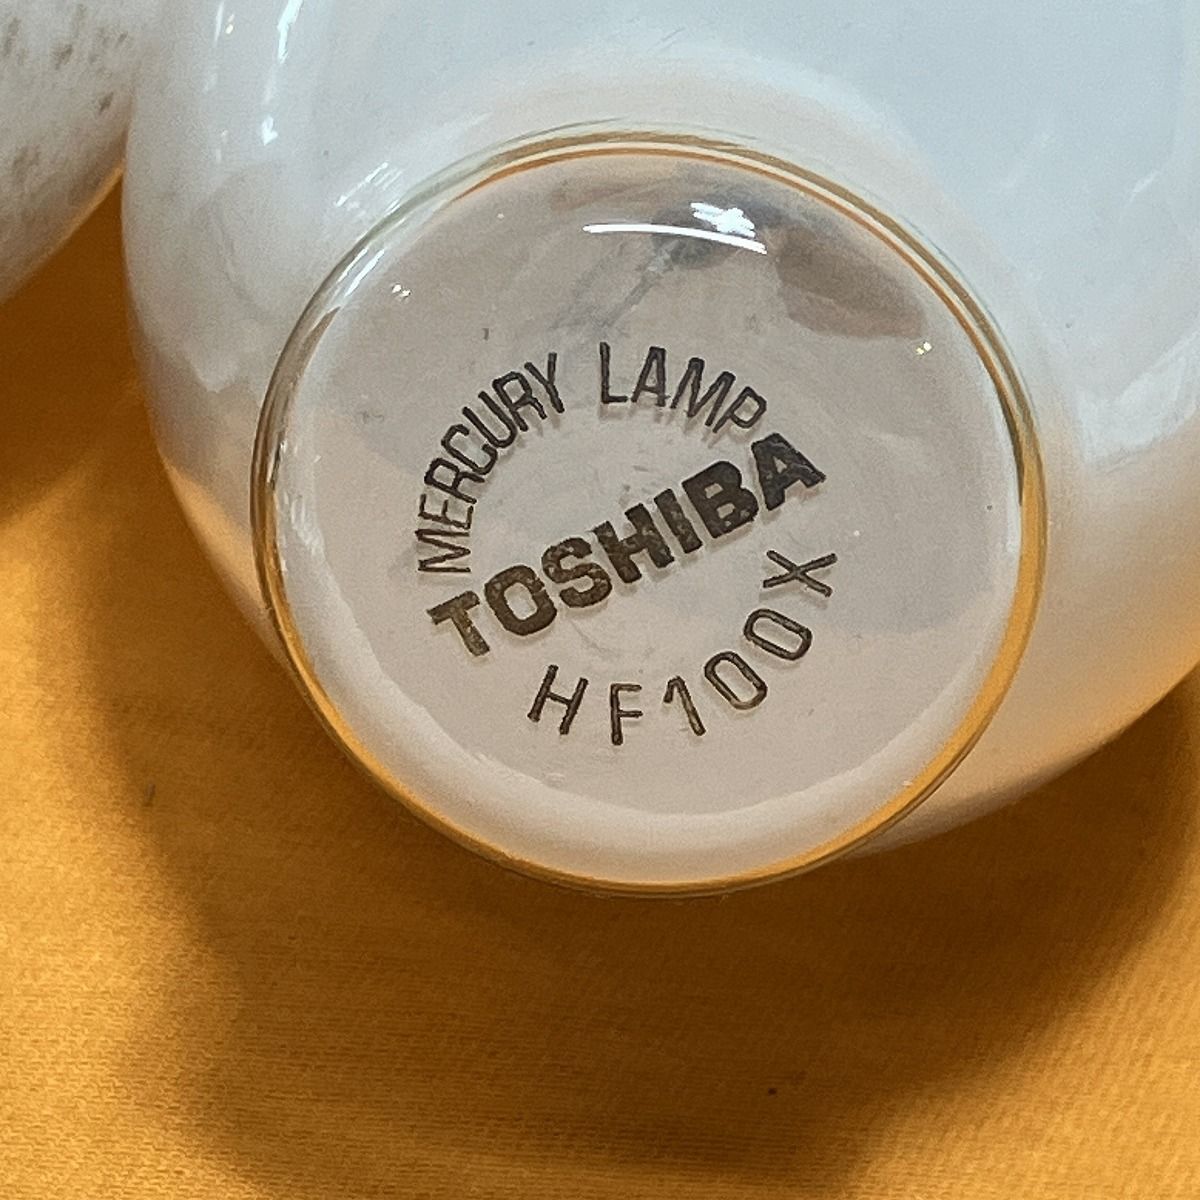 MERCURY LAMP
TOSHIBA
HF100X